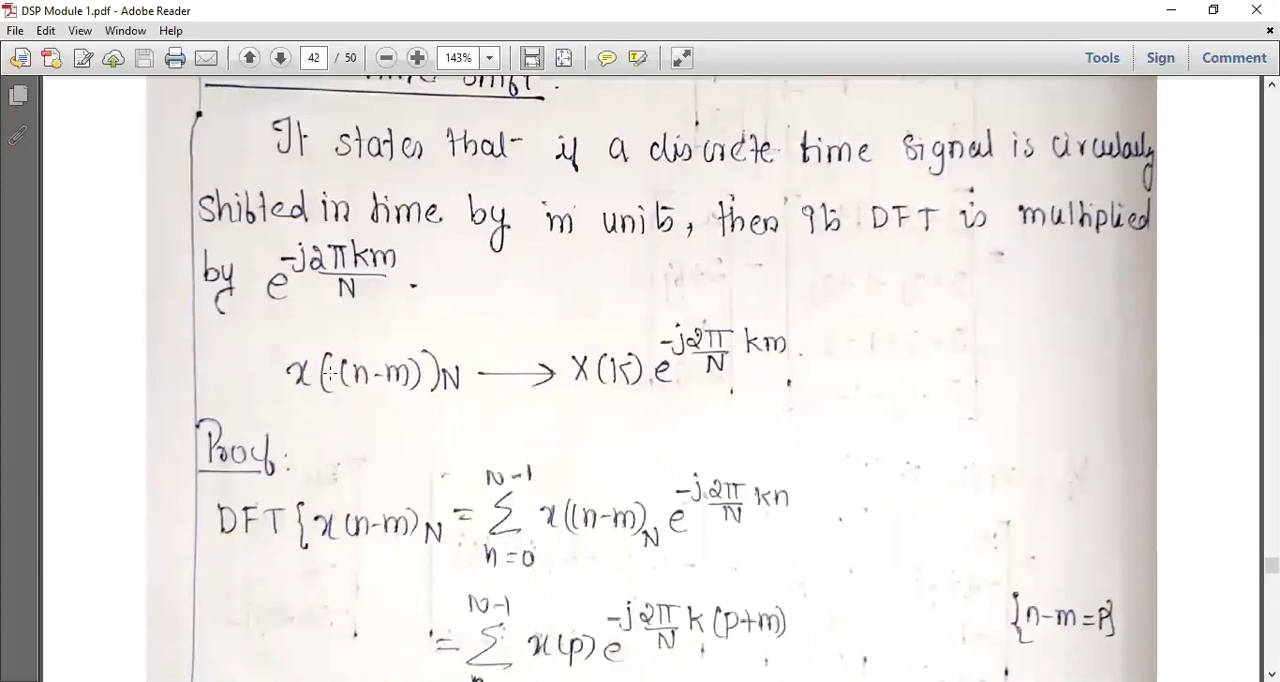 DSP Module 1.pdf - Adobe Reader
File Edit View Window Help
42 / 50 143% Tools Sign Comment
Shift.
It states that if a discrete time signal is circularly
shifted in time by 'm' units, then its DFT is multiplied
by e^{-j2πkm/N}.
x((n-m))N ⟶ X(K).e^{-j2π/N km}.
Proof:
DFT{x(n-m)N = ∑_{n=0}^{N-1} x((n-m)N e^{-j2π/N kn}
= ∑^{N-1} x(p) e^{-j2π/N k(p+m)} {n-m=p}